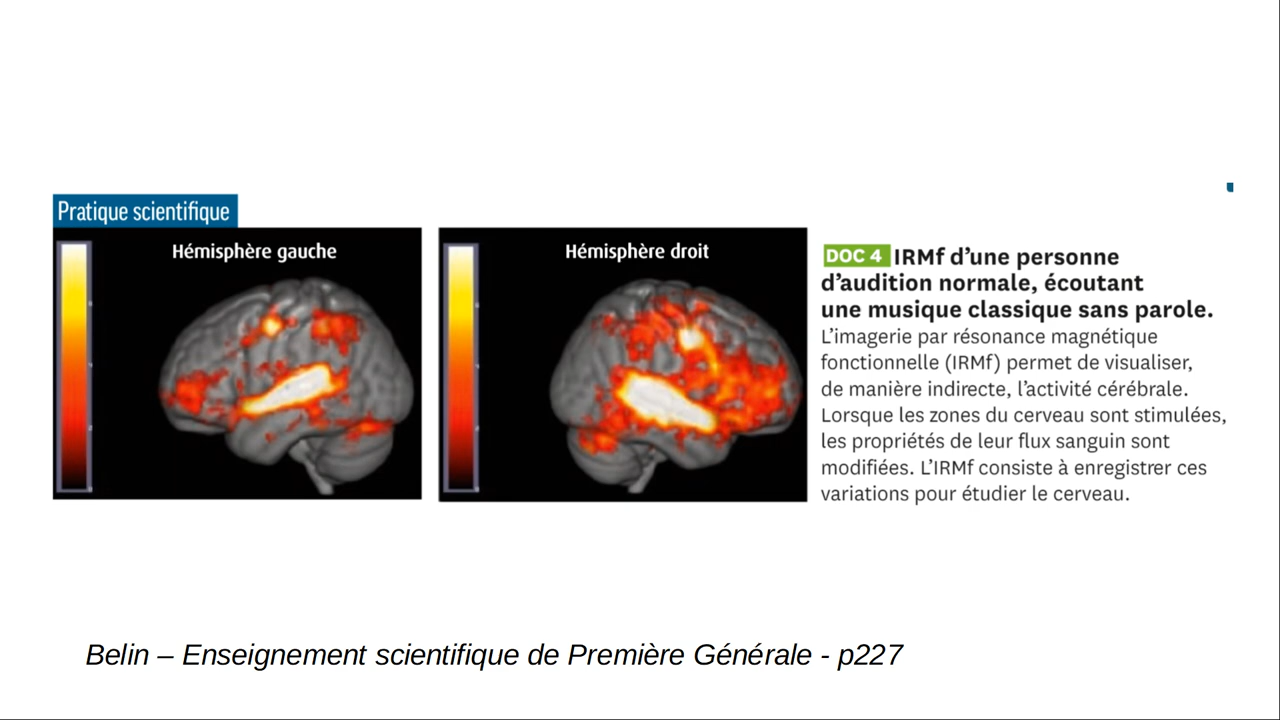 Pratique scientifique
Hémisphère gauche
Hémisphère droit
DOC 4 IRMf d’une personne
d’audition normale, écoutant
une musique classique sans parole.
L’imagerie par résonance magnétique
fonctionnelle (IRMf) permet de visualiser,
de manière indirecte, l’activité cérébrale.
Lorsque les zones du cerveau sont stimulées,
les propriétés de leur flux sanguin sont
modifiées. L’IRMf consiste à enregistrer ces
variations pour étudier le cerveau.
Belin – Enseignement scientifique de Première Générale - p227